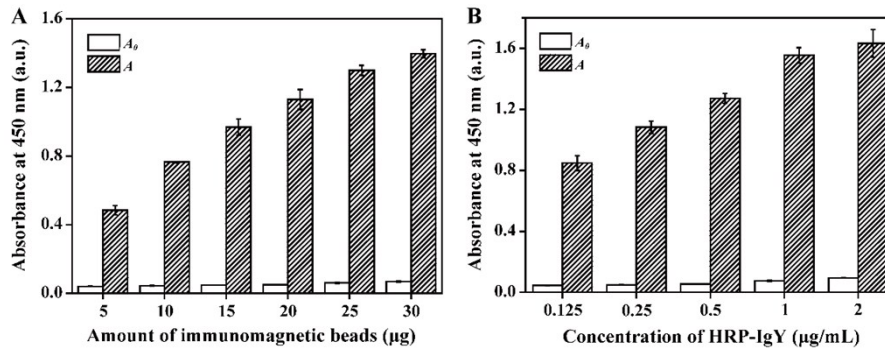 A
Absorbance at 450 nm (a.u.)
1.6
1.2
0.8
0.4
0.0
A₀
A
5 10 15 20 25 30
Amount of immunomagnetic beads (μg)
B
Absorbance at 450 nm (a.u.)
1.6
1.2
0.8
0.4
0.0
A₀
A
0.125 0.25 0.5 1 2
Concentration of HRP-IgY (μg/mL)